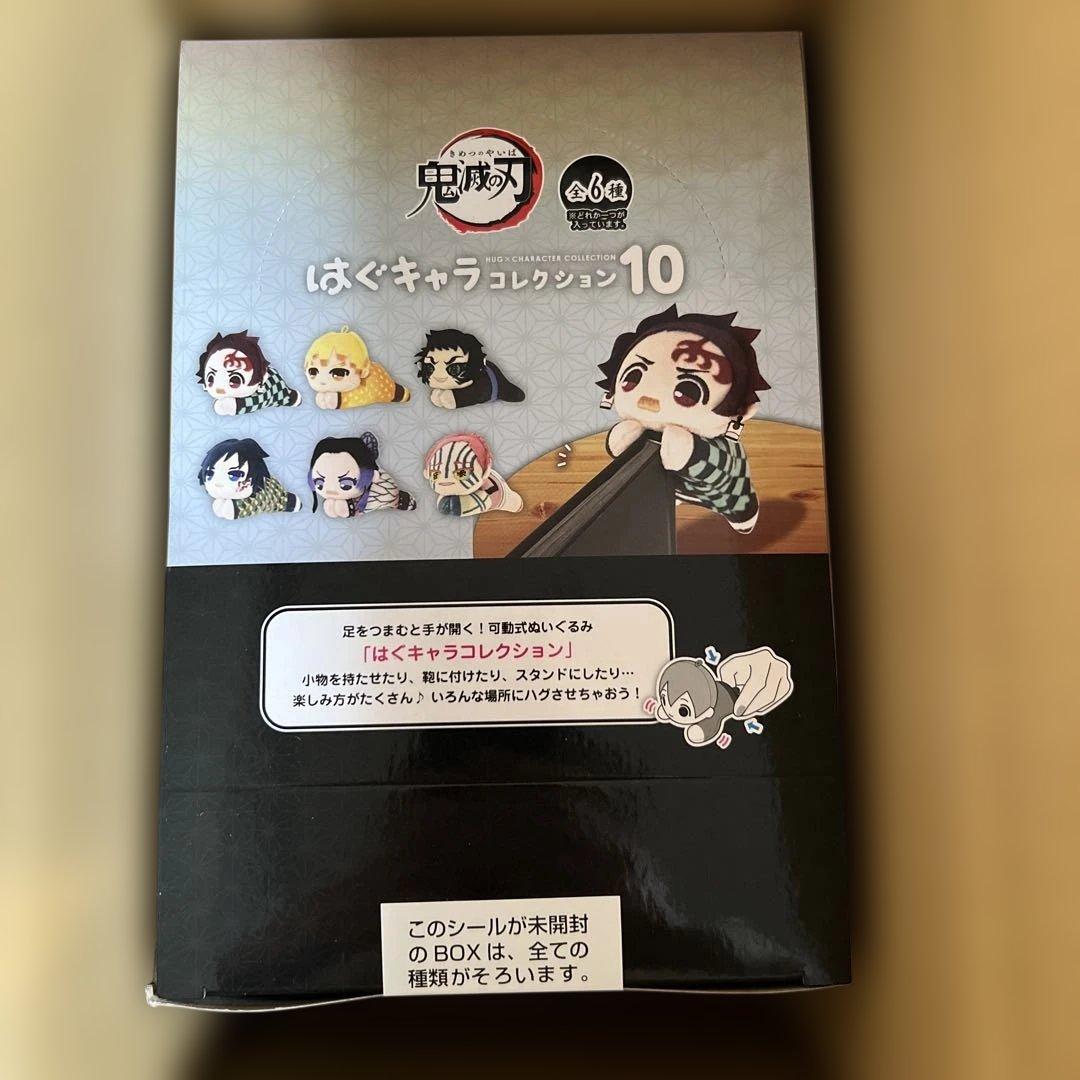 きめつのやいば
鬼滅の刃
全6種
※どれか一つが
入っています。
HUG×CHARACTER COLLECTION
はぐキャラコレクション10
足をつまむと手が開く！可動式ぬいぐるみ
「はぐキャラコレクション」
小物を持たせたり、鞄に付けたり、スタンドにしたり…
楽しみ方がたくさん♪いろんな場所にハグさせちゃおう！
このシールが未開封
のBOXは、全ての
種類がそろいます。